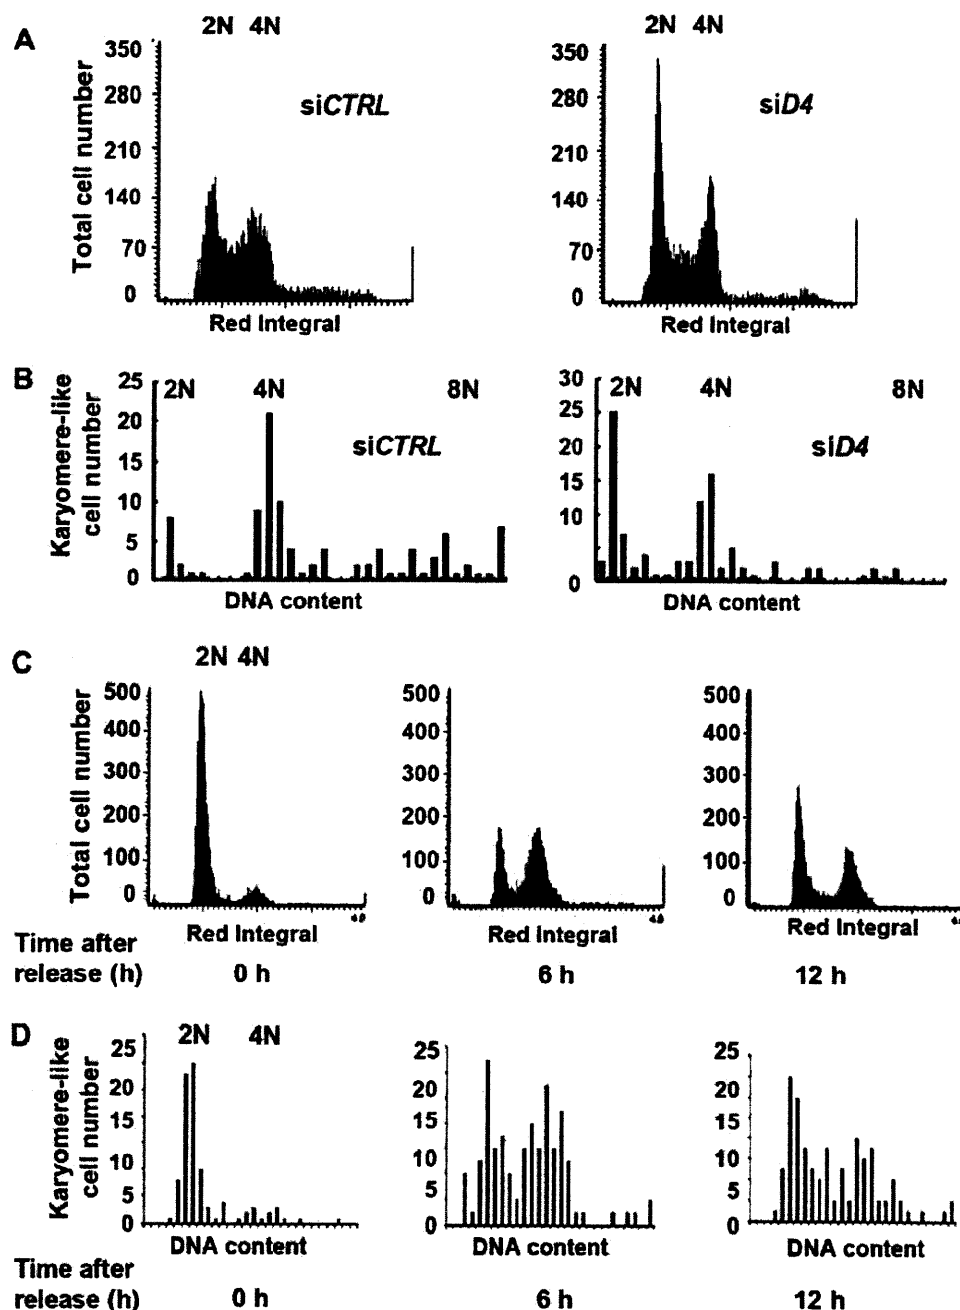 A
2N 4N
2N 4N
Total cell number
350
280
210
140
70
0
siCTRL
Red Integral
350
280
210
140
70
0
siD4
Red Integral
B
Karyomere-like
cell number
25
20
15
10
5
0
2N 4N 8N
siCTRL
DNA content
30
25
20
15
10
5
0
2N 4N 8N
siD4
DNA content
C
2N 4N
Total cell number
500
400
300
200
100
0
Red Integral
500
400
300
200
100
0
Red Integral
500
400
300
200
100
0
Red Integral
Time after
release (h) 0 h 6 h 12 h
D
2N 4N
Karyomere-like
cell number
25
20
15
10
5
0
DNA content
25
20
15
10
5
0
DNA content
25
20
15
10
5
0
DNA content
Time after
release (h) 0 h 6 h 12 h